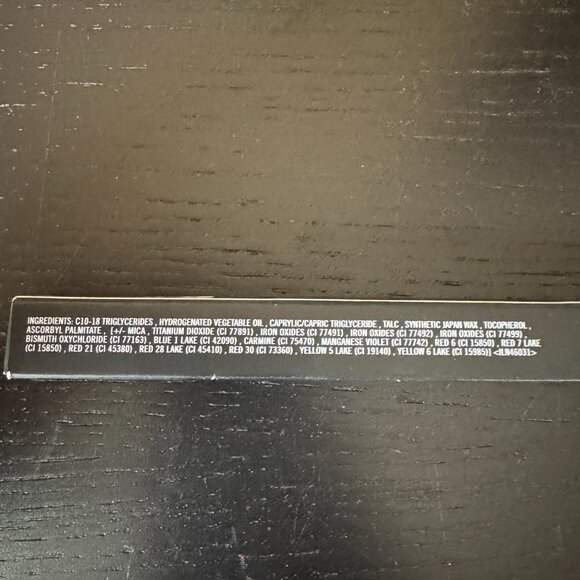 INGREDIENTS: C10-18 TRIGLYCERIDES , HYDROGENATED VEGETABLE OIL , CAPRYLIC/CAPRIC TRIGLYCERIDE , TALC , SYNTHETIC JAPAN WAX , TOCOPHEROL ,
ASCORBYL PALMITATE , [+/- MICA , TITANIUM DIOXIDE (CI 77891) , IRON OXIDES (CI 77491) , IRON OXIDES (CI 77492) , IRON OXIDES (CI 77499) ,
BISMUTH OXYCHLORIDE (CI 77163) , BLUE 1 LAKE (CI 42090) , CARMINE (CI 75470) , MANGANESE VIOLET (CI 77742) , RED 6 (CI 15850) , RED 7 LAKE
(CI 15850) , RED 21 (CI 45380) , RED 28 LAKE (CI 45410) , RED 30 (CI 73360) , YELLOW 5 LAKE (CI 19140) , YELLOW 6 LAKE (CI 15985)] <ILN46031>